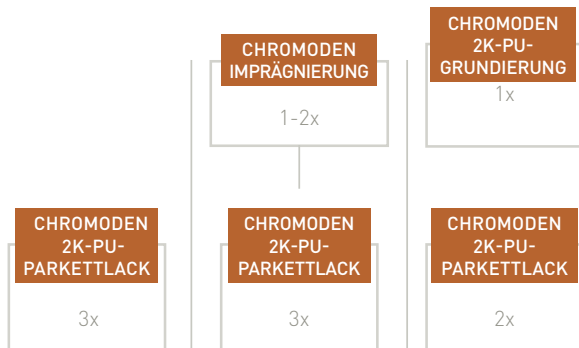 CHROMODEN
IMPRÄGNIERUNG
1-2x
CHROMODEN
2K-PU-
GRUNDIERUNG
1x
CHROMODEN
2K-PU-
PARKETTLACK
3x
CHROMODEN
2K-PU-
PARKETTLACK
3x
CHROMODEN
2K-PU-
PARKETTLACK
2x